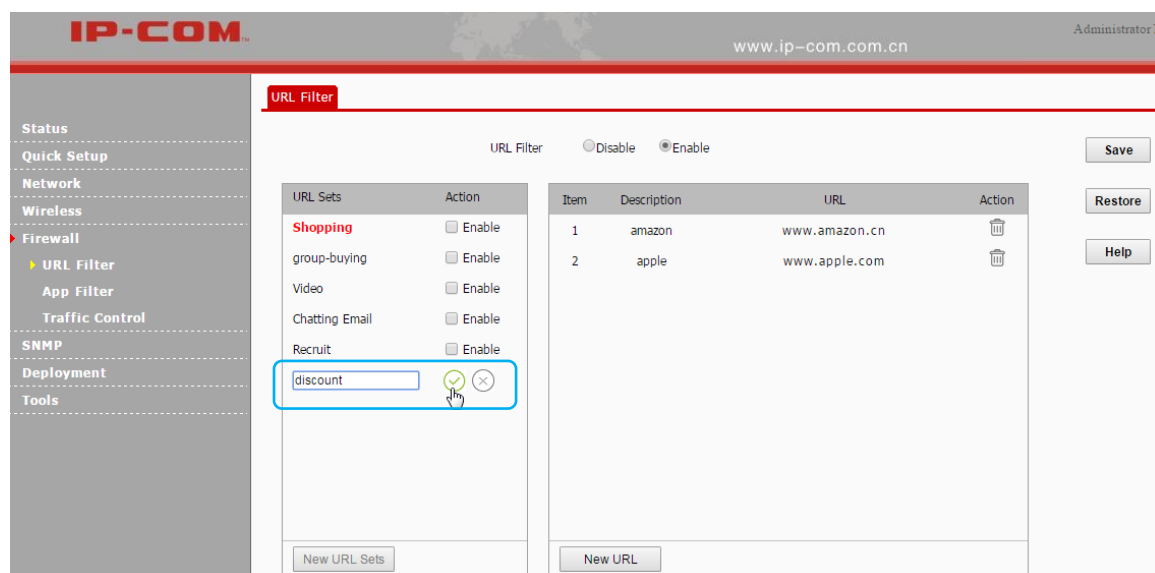 IP-COM™
www.ip-com.com.cn
Administrator
URL Filter
Status
Quick Setup
Network
Wireless
Firewall
URL Filter
App Filter
Traffic Control
SNMP
Deployment
Tools
URL Filter Disable Enable
Save
Restore
Help
URL Sets Action
Shopping Enable
group-buying Enable
Video Enable
Chatting Email Enable
Recruit Enable
discount
New URL Sets
Item Description URL Action
1 amazon www.amazon.cn
2 apple www.apple.com
New URL